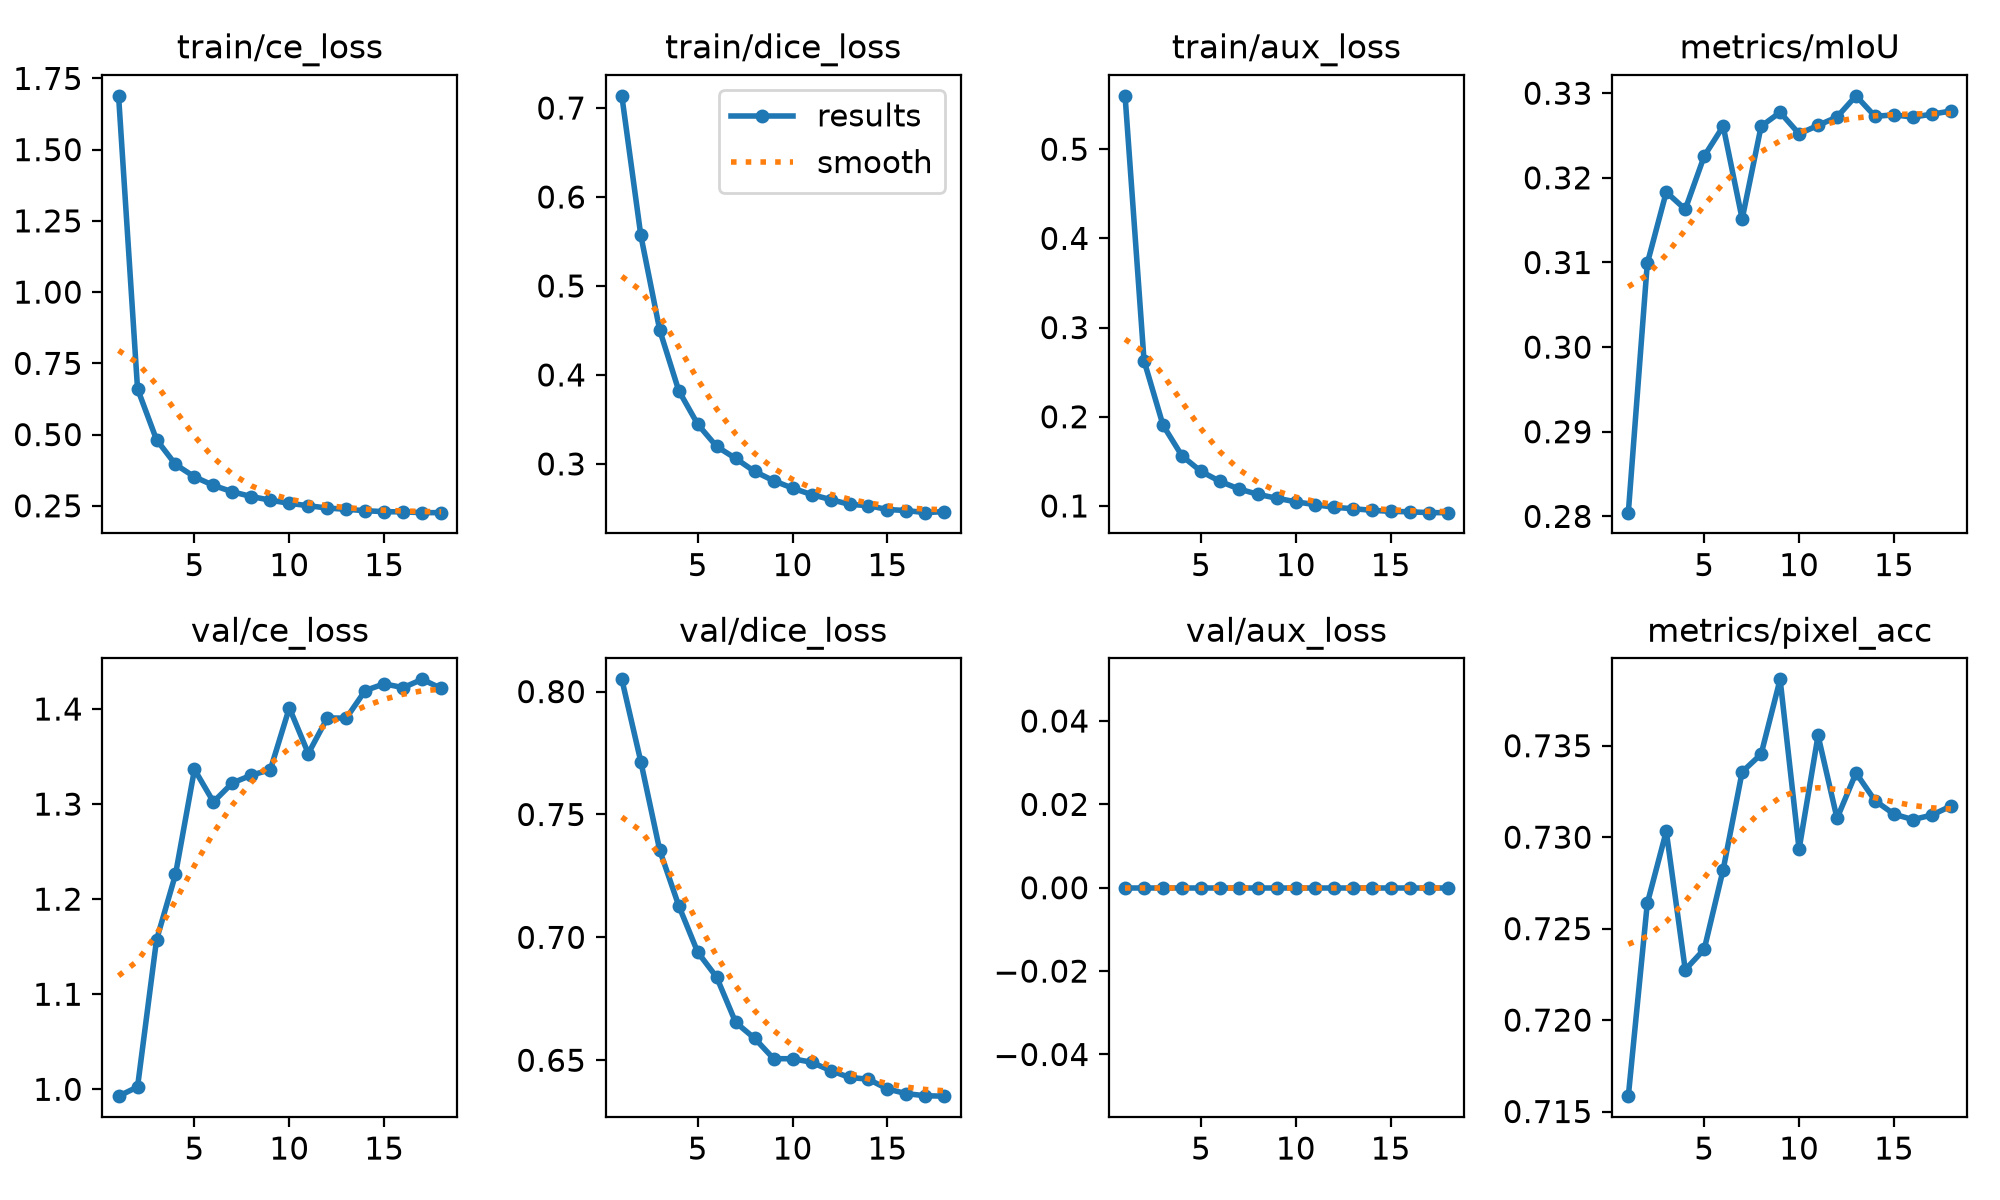 train/ce_loss
1.75
1.50
1.25
1.00
0.75
0.50
0.25
5 10 15
train/dice_loss
results
smooth
0.7
0.6
0.5
0.4
0.3
5 10 15
train/aux_loss
0.5
0.4
0.3
0.2
0.1
5 10 15
metrics/mIoU
0.33
0.32
0.31
0.30
0.29
0.28
5 10 15
val/ce_loss
1.4
1.3
1.2
1.1
1.0
5 10 15
val/dice_loss
0.80
0.75
0.70
0.65
5 10 15
val/aux_loss
0.04
0.02
0.00
−0.02
−0.04
5 10 15
metrics/pixel_acc
0.735
0.730
0.725
0.720
0.715
5 10 15